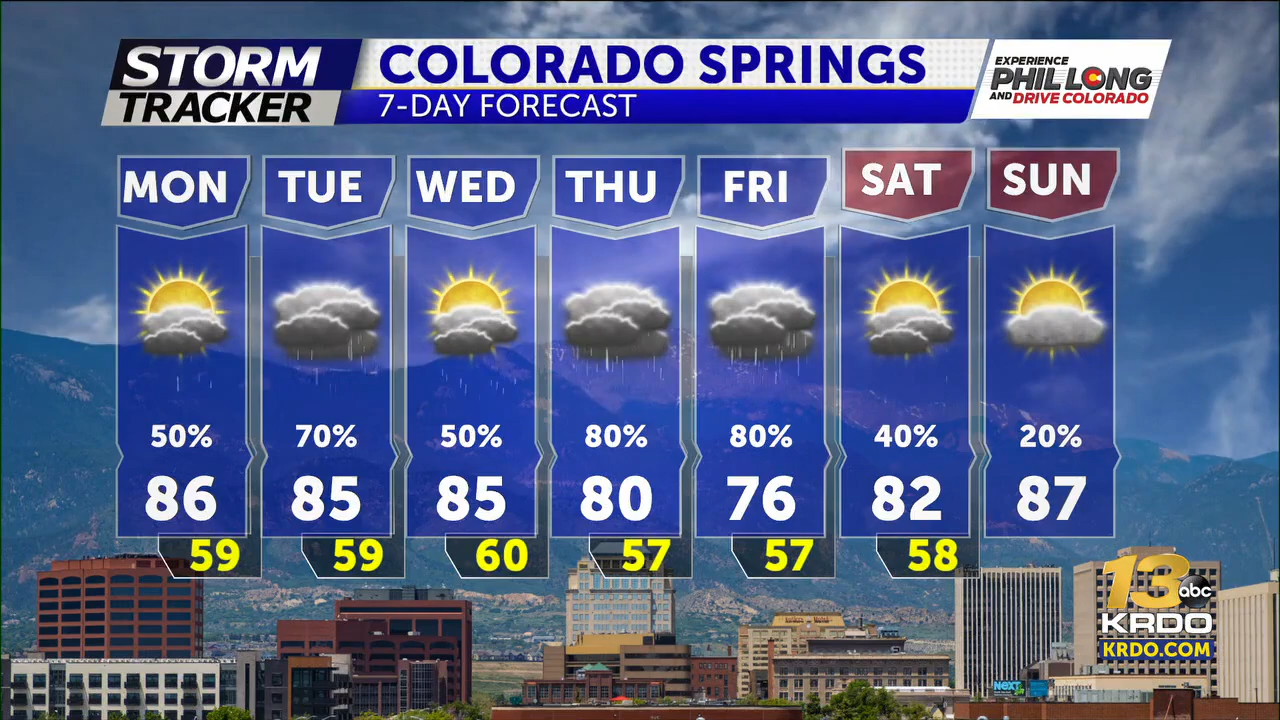 STORM
TRACKER
COLORADO SPRINGS
7-DAY FORECAST
EXPERIENCE
PHIL LONG
AND DRIVE COLORADO
MON TUE WED THU FRI SAT SUN
50% 70% 50% 80% 80% 40% 20%
86 85 85 80 76 82 87
59 59 60 57 57 58
13 abc
KRDO
KRDO.COM
NEXT